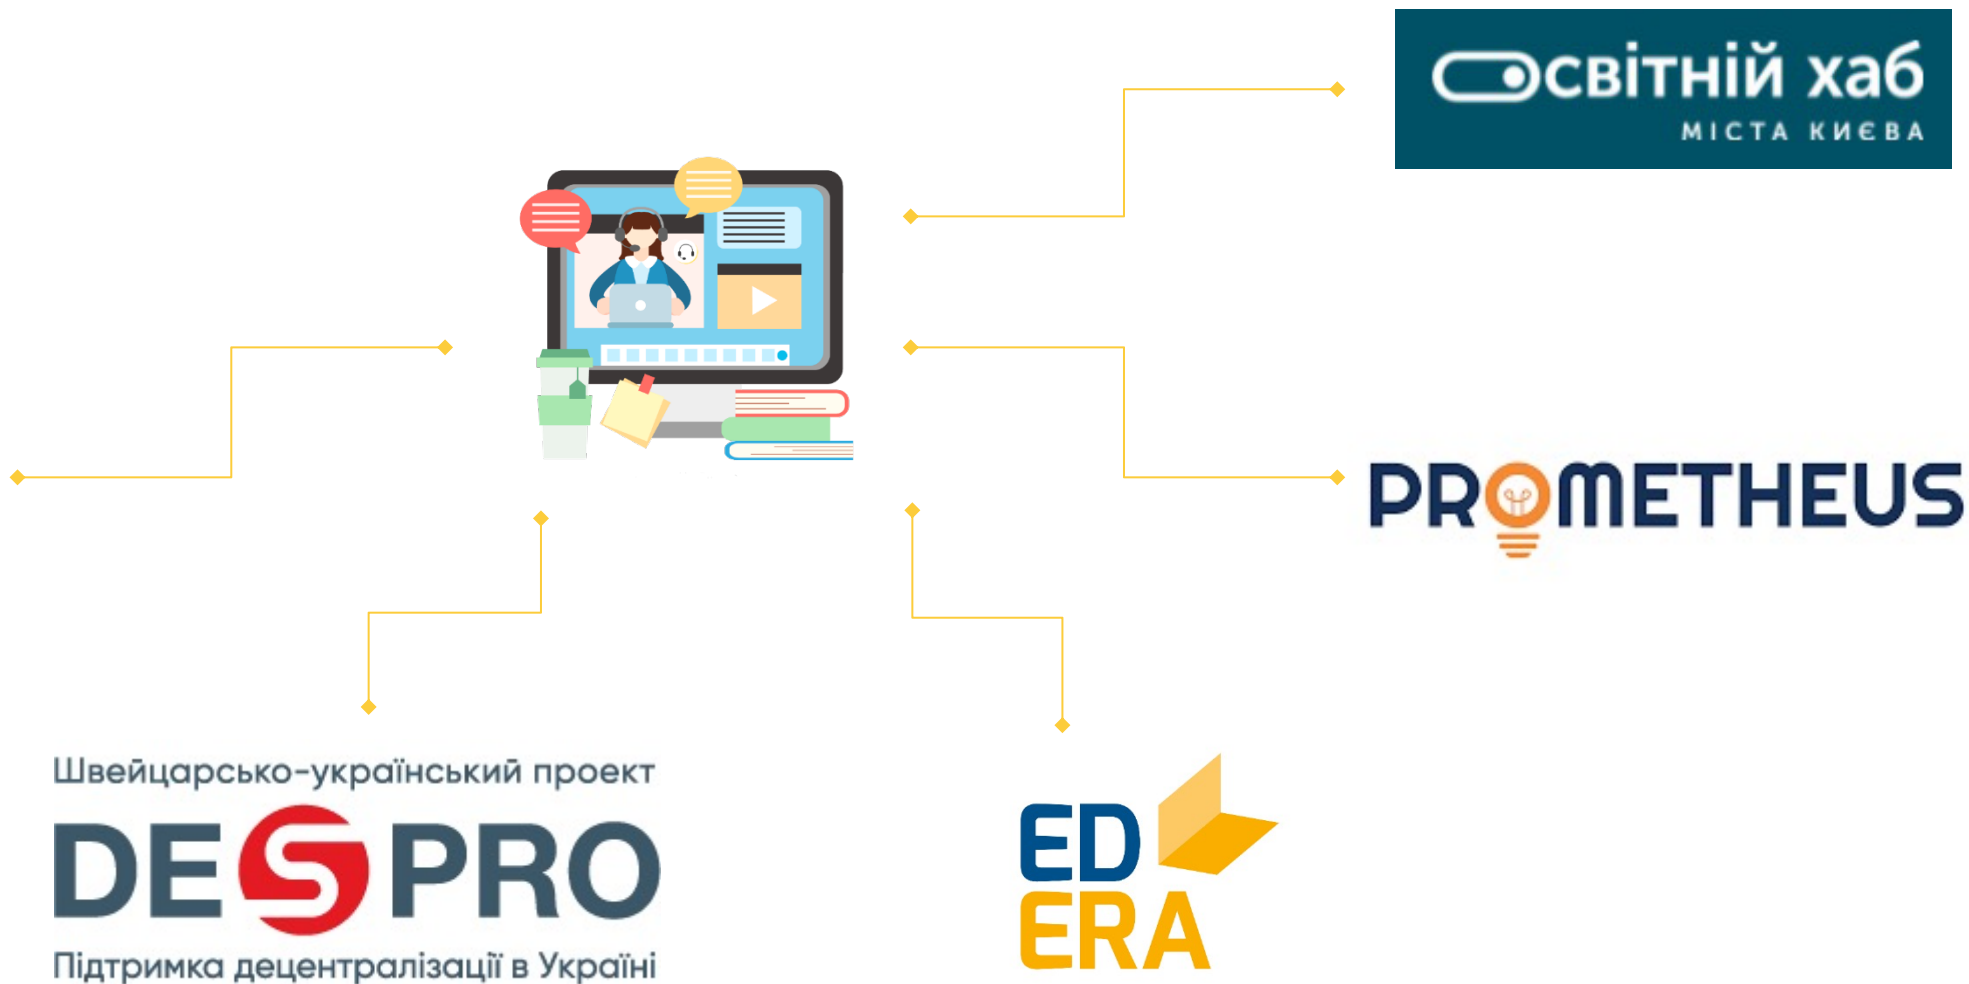 Освітній хаб
МІСТА КИЄВА
PROMETHEUS
Швейцарсько-український проект
DESPRO
Підтримка децентралізації в Україні
ED
ERA